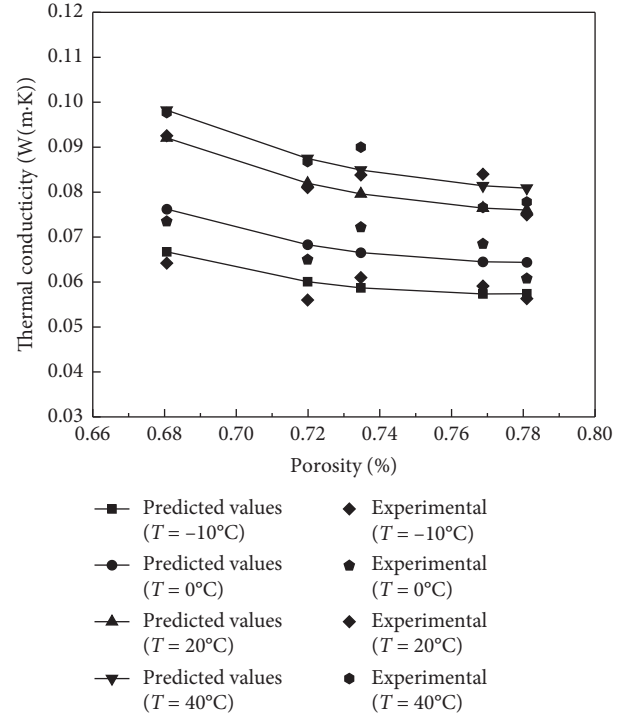 0.12
0.11
0.10
0.09
0.08
0.07
0.06
0.05
0.04
0.03
Thermal conducticity (W(m·K))
0.66 0.68 0.70 0.72 0.74 0.76 0.78 0.80
Porosity (%)
Predicted values
(T = –10°C)
Predicted values
(T = 0°C)
Predicted values
(T = 20°C)
Predicted values
(T = 40°C)
Experimental
(T = –10°C)
Experimental
(T = 0°C)
Experimental
(T = 20°C)
Experimental
(T = 40°C)